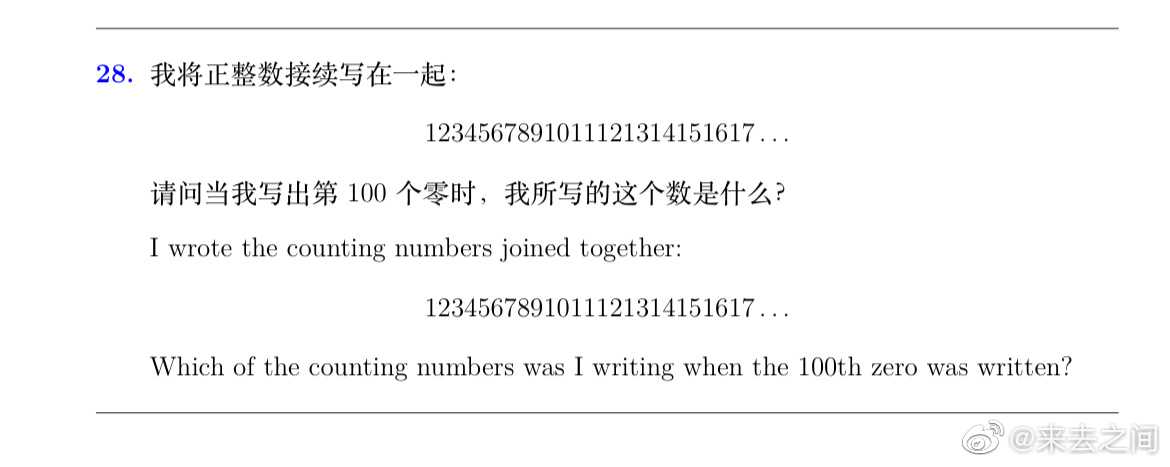 28. 我将正整数接续写在一起:
1234567891011121314151617...
请问当我写出第 100 个零时, 我所写的这个数是什么?
I wrote the counting numbers joined together:
1234567891011121314151617...
Which of the counting numbers was I writing when the 100th zero was written?
@来去之间